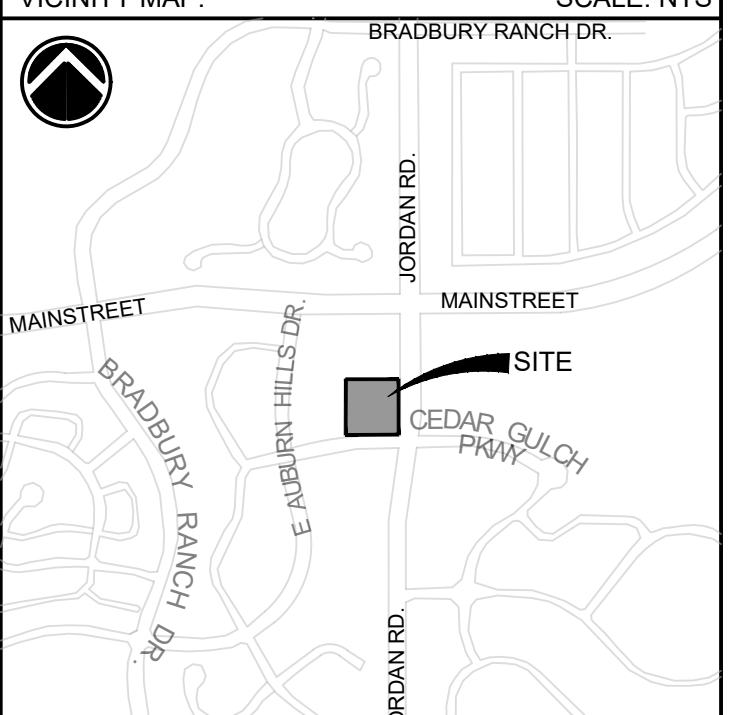 VICINITY MAP: SCALE: NTS
BRADBURY RANCH DR.
JORDAN RD.
MAINSTREET
MAINSTREET
E AUBURN HILLS DR.
SITE
BRADBURY RANCH DR.
CEDAR GULCH
PKWY
JORDAN RD.